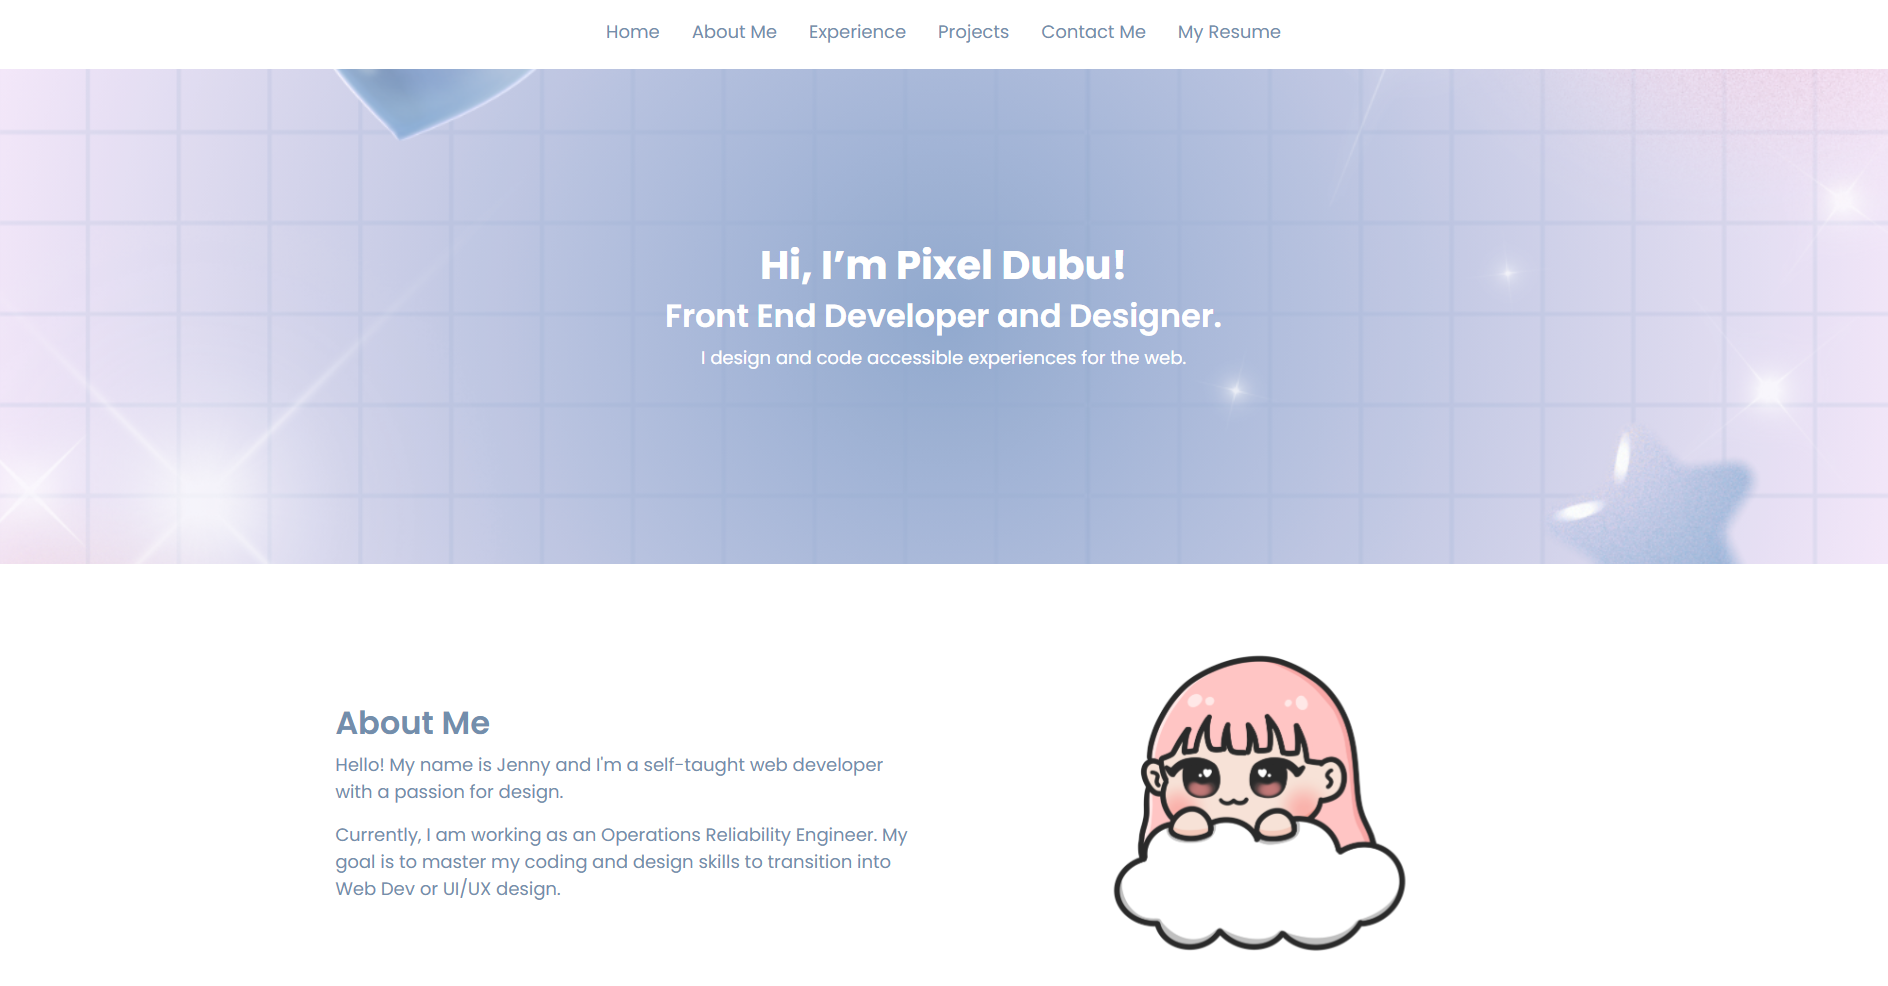 Home About Me Experience Projects Contact Me My Resume
Hi, I’m Pixel Dubu!
Front End Developer and Designer.
I design and code accessible experiences for the web.
About Me
Hello! My name is Jenny and I'm a self-taught web developer
with a passion for design.
Currently, I am working as an Operations Reliability Engineer. My
goal is to master my coding and design skills to transition into
Web Dev or UI/UX design.